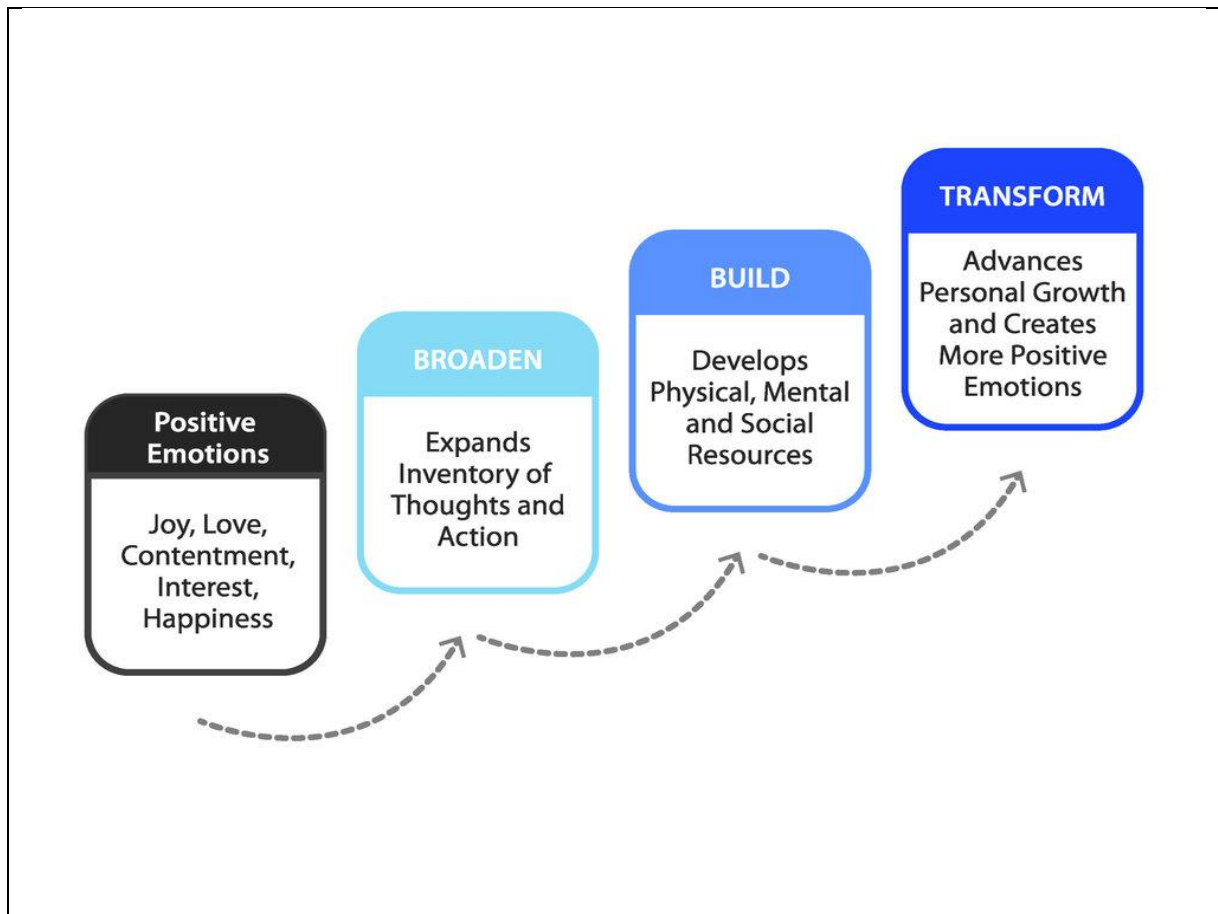 Positive
Emotions
Joy, Love,
Contentment,
Interest,
Happiness
BROADEN
Expands
Inventory of
Thoughts and
Action
BUILD
Develops
Physical, Mental
and Social
Resources
TRANSFORM
Advances
Personal Growth
and Creates
More Positive
Emotions